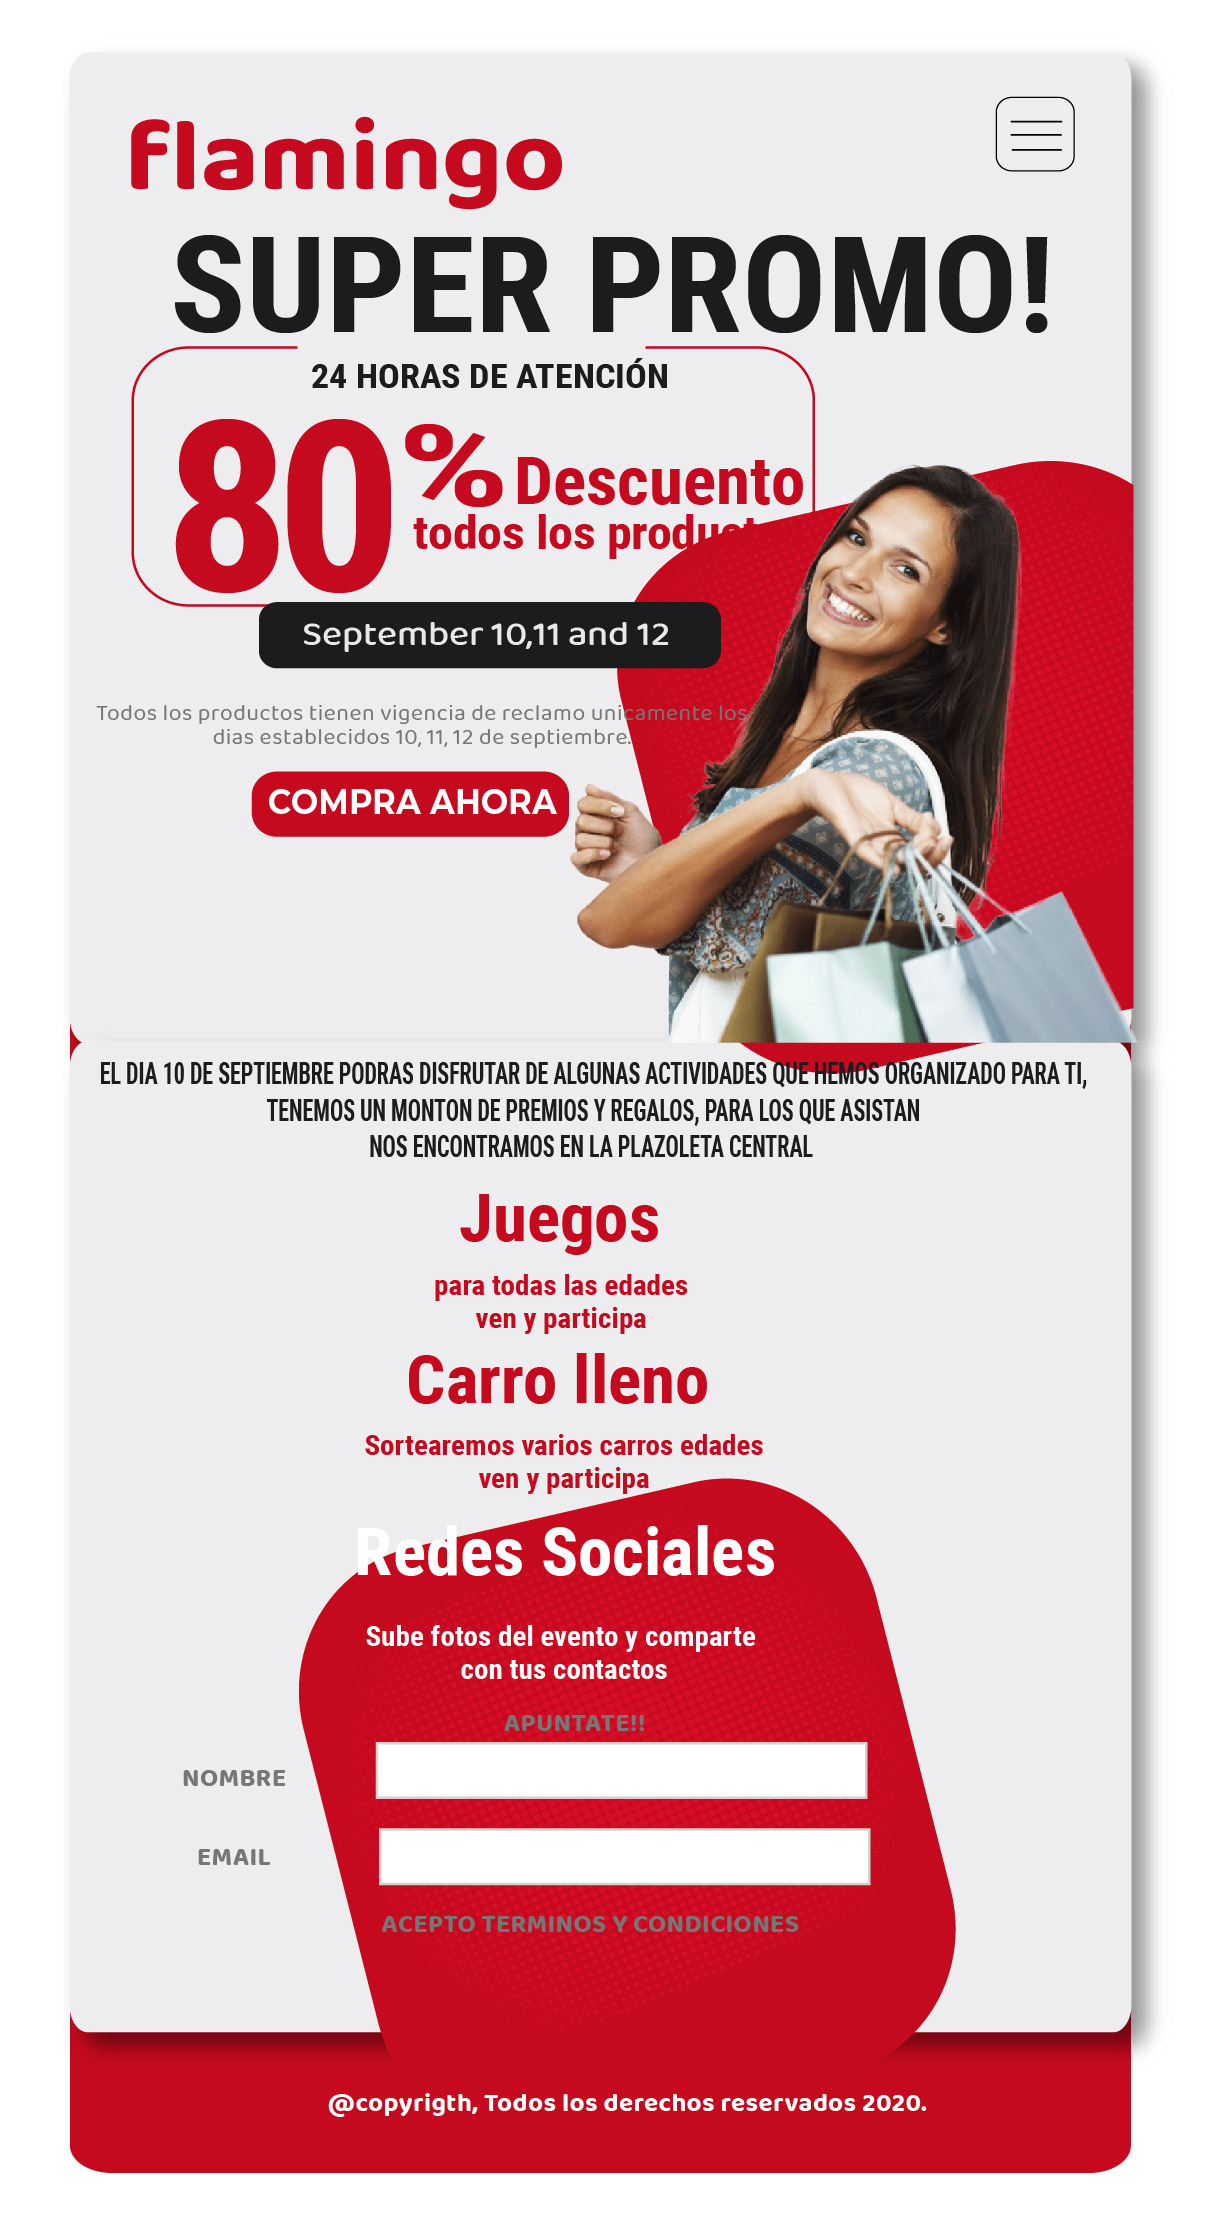 flamingo
SUPER PROMO!
24 HORAS DE ATENCIÓN
80% Descuento
todos los product
September 10,11 and 12
Todos los productos tienen vigencia de reclamo unicamente los
dias establecidos 10, 11, 12 de septiembre.
COMPRA AHORA
EL DIA 10 DE SEPTIEMBRE PODRAS DISFRUTAR DE ALGUNAS ACTIVIDADES QUE HEMOS ORGANIZADO PARA TI,
TENEMOS UN MONTON DE PREMIOS Y REGALOS, PARA LOS QUE ASISTAN
NOS ENCONTRAMOS EN LA PLAZOLETA CENTRAL
Juegos
para todas las edades
ven y participa
Carro lleno
Sortearemos varios carros edades
ven y participa
Redes Sociales
Sube fotos del evento y comparte
con tus contactos
APUNTATE!!
NOMBRE
EMAIL
ACEPTO TERMINOS Y CONDICIONES
@copyrigth, Todos los derechos reservados 2020.